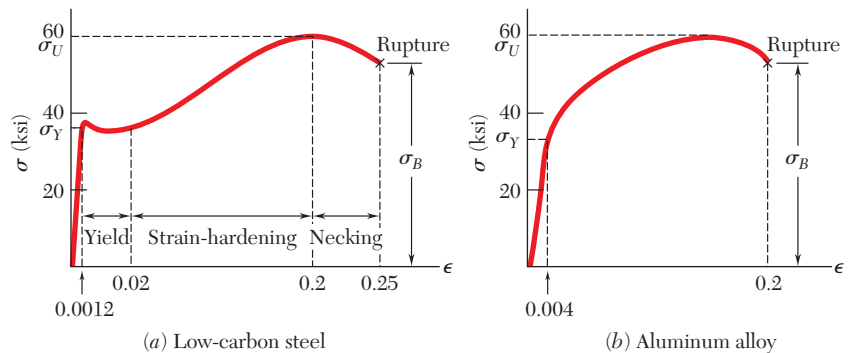 60
σU
Rupture
40
σY
σ (ksi)
σB
20
Yield
Strain-hardening
Necking
0.02
0.2
0.25
ϵ
0.0012
(a) Low-carbon steel
60
σU
Rupture
40
σY
σ (ksi)
σB
20
0.2
ϵ
0.004
(b) Aluminum alloy